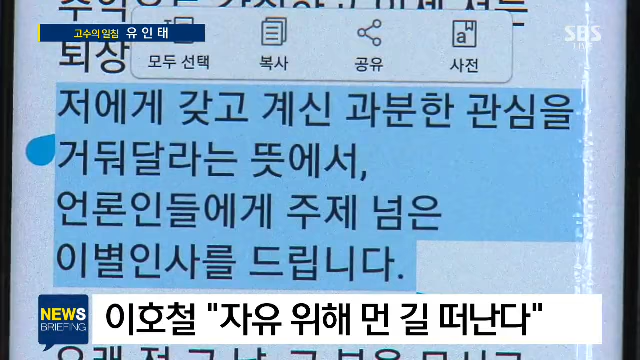 고수의 일침 유 인 태
SBS
LIVE
퇴장
모두 선택 복사 공유 사전
저에게 갖고 계신 과분한 관심을
거둬달라는 뜻에서,
언론인들에게 주제 넘은
이별인사를 드립니다.
NEWS
BRIEFING
이호철 "자유 위해 먼 길 떠난다"